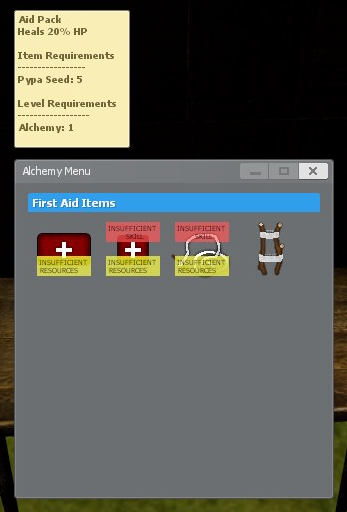 Aid Pack
Heals 20% HP
Item Requirements
-----------------
Pypa Seed: 5
Level Requirements
------------------
Alchemy: 1
Alchemy Menu
First Aid Items
INSUFFICIENT
RESOURCES
INSUFFICIENT
SKILL
INSUFFICIENT
RESOURCES
INSUFFICIENT
SKILL
INSUFFICIENT
RESOURCES